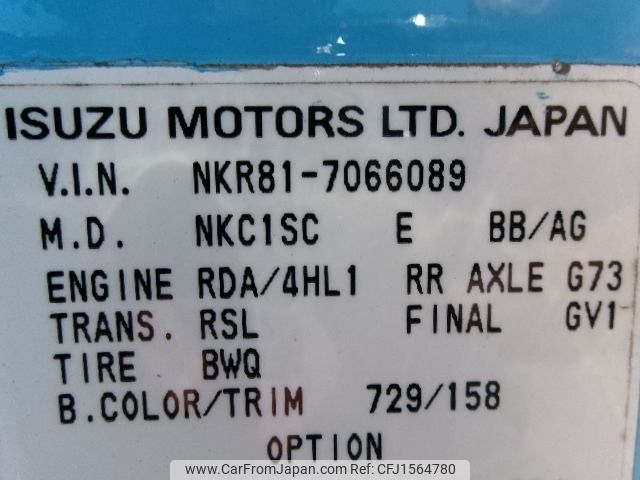 ISUZU MOTORS LTD. JAPAN
V.I.N. NKR81-7066089
M.D. NKC1SC E BB/AG
ENGINE RDA/4HL1 RR AXLE G73
TRANS. RSL FINAL GV1
TIRE BWQ
B.COLOR/TRIM 729/158
OPTION
www.CarFromJapan.com | ID:CFJ1564780